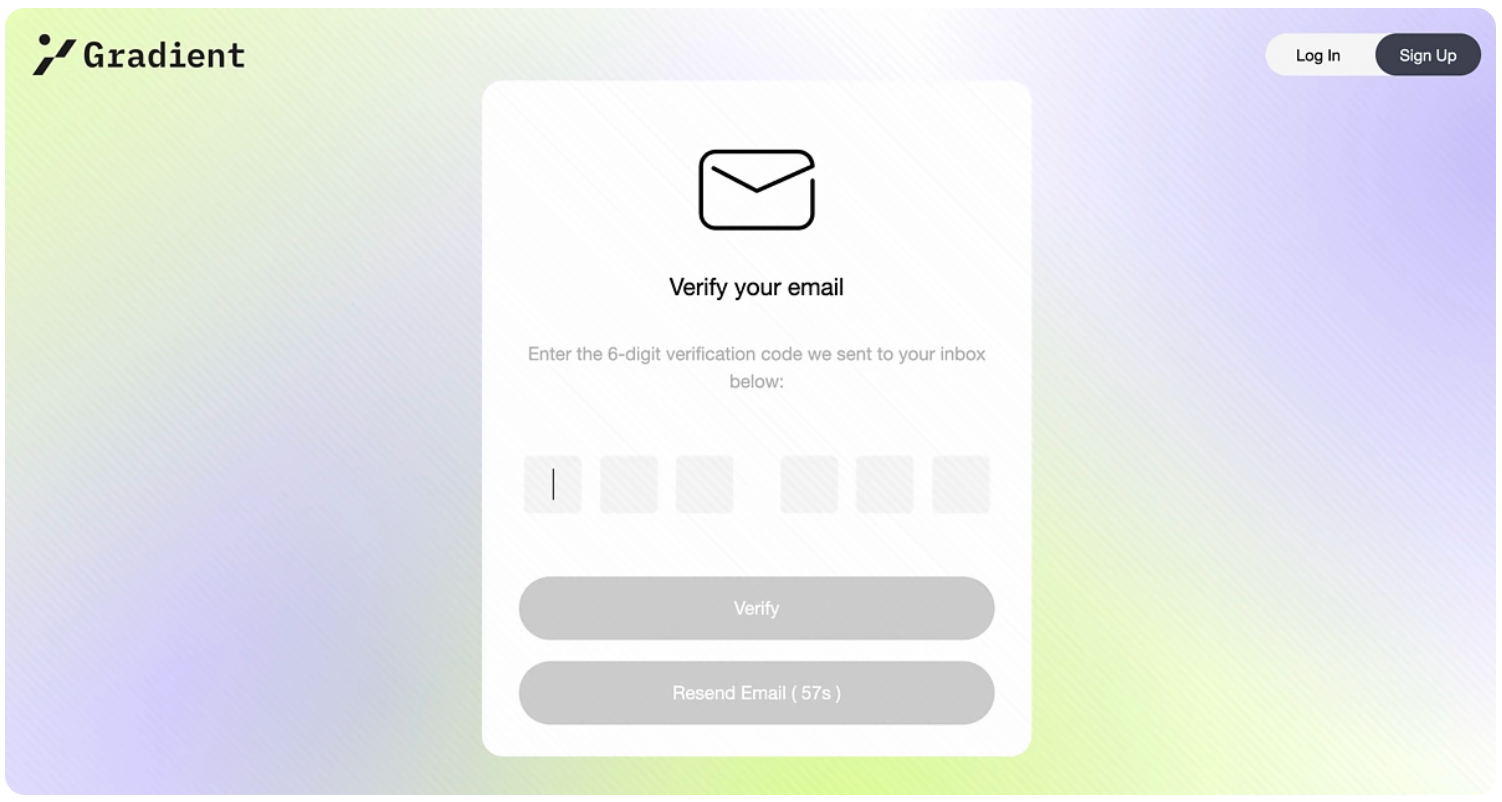 Gradient
Log In
Sign Up
Verify your email
Enter the 6-digit verification code we sent to your inbox
below:
Verify
Resend Email ( 57s )